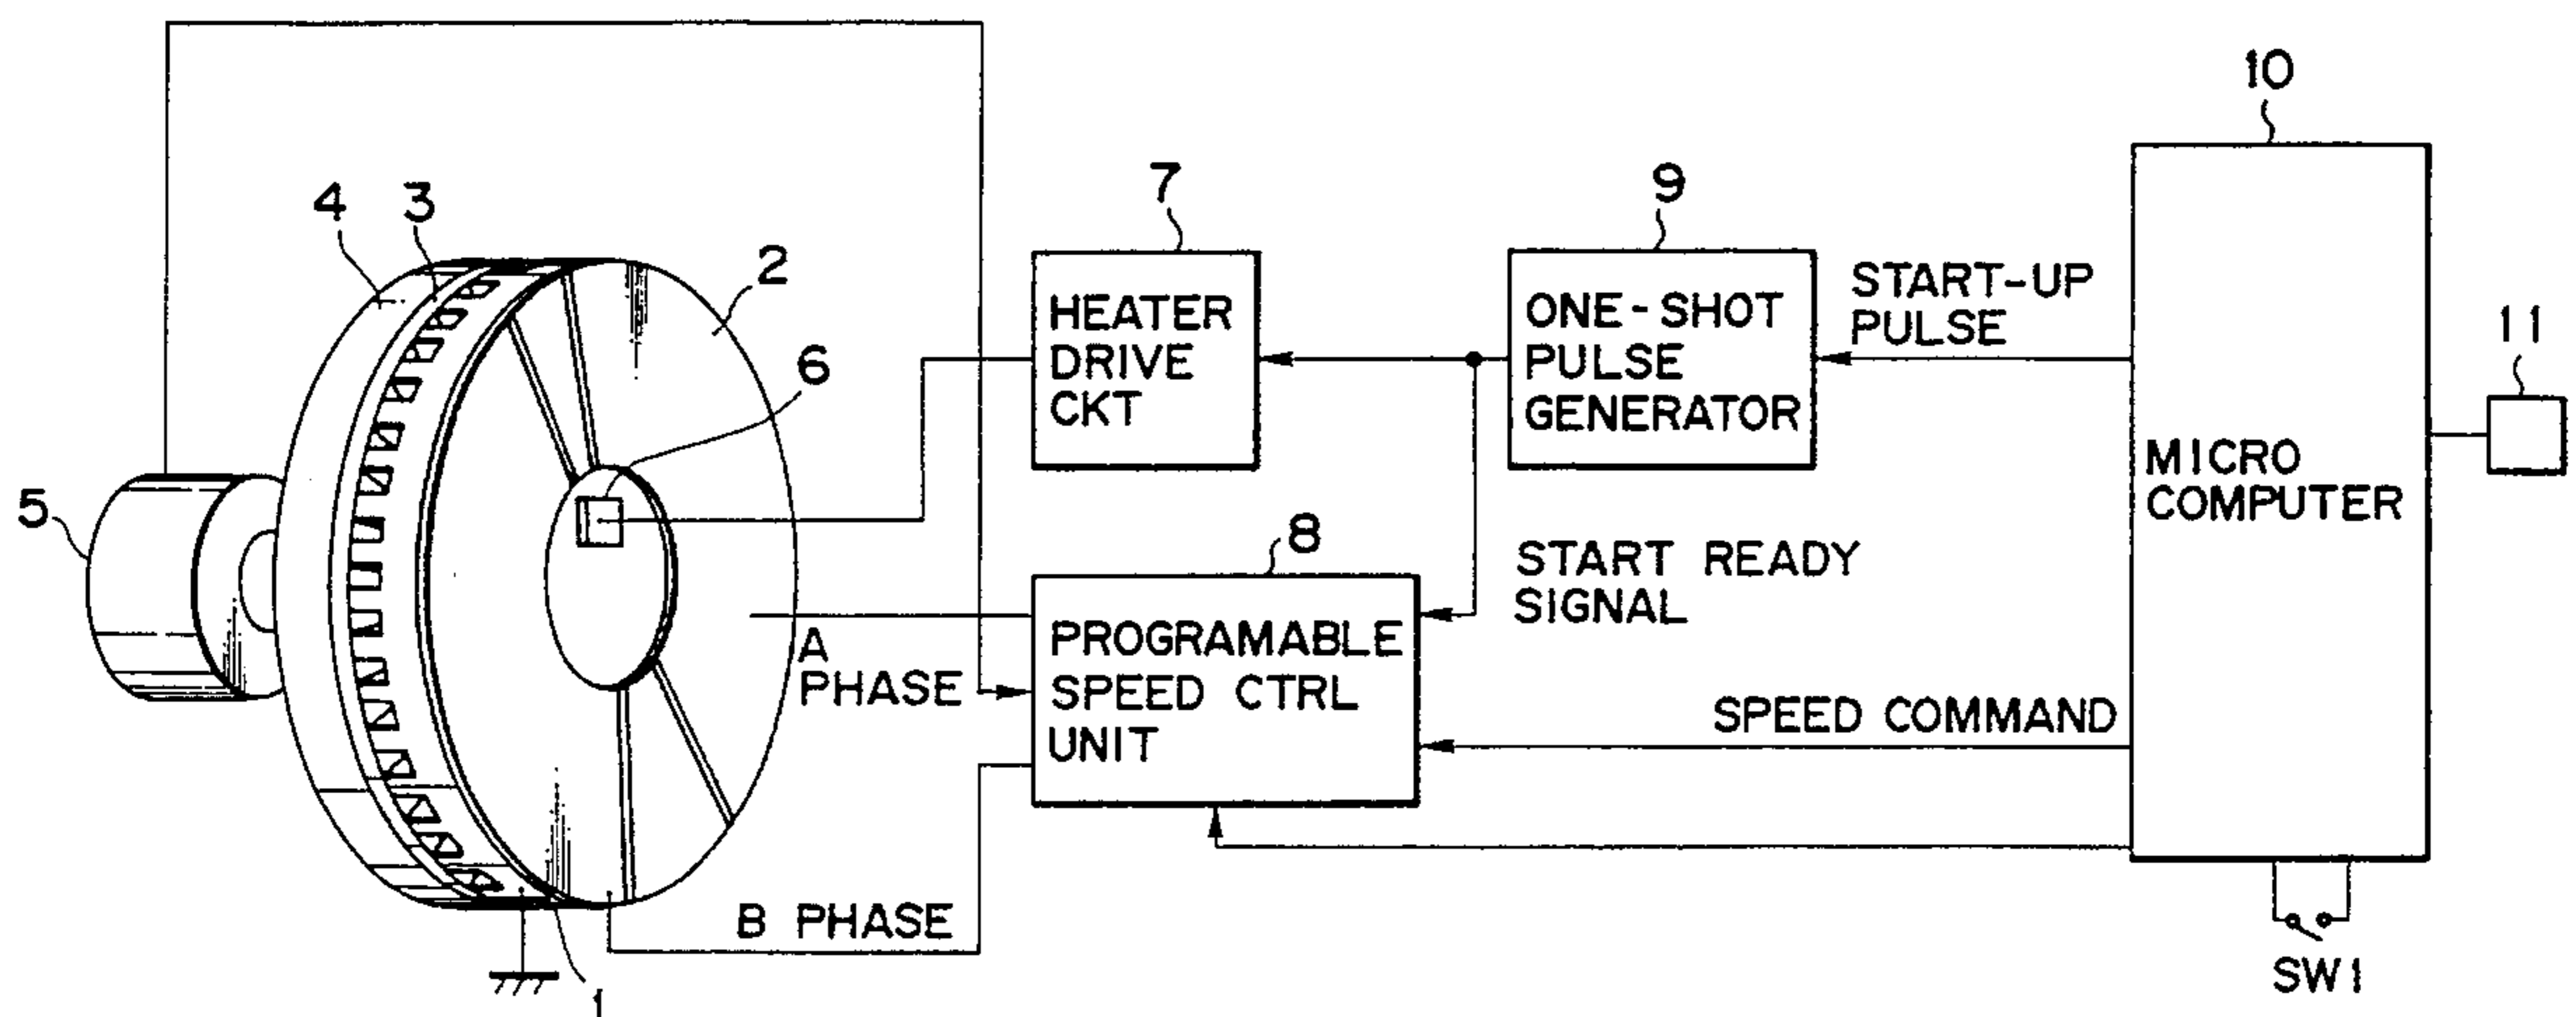 10
7
9
4
3
2
START-UP
PULSE
HEATER
DRIVE
CKT
ONE-SHOT
PULSE
GENERATOR
11
6
MICRO
COMPUTER
5
8
START READY
SIGNAL
A
PHASE
PROGRAMABLE
SPEED CTRL
UNIT
SPEED COMMAND
B PHASE
SW1
1